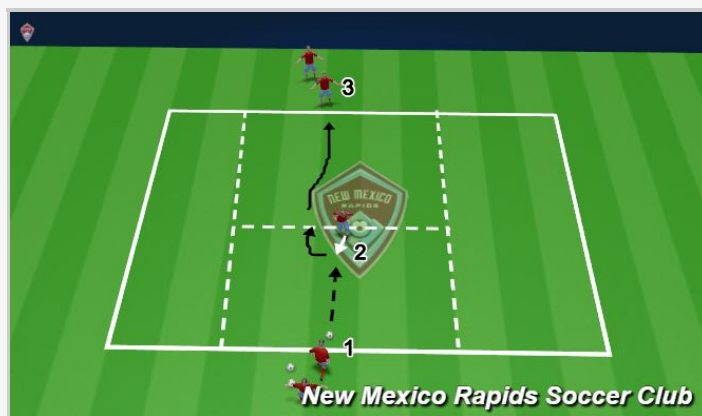 3
NEW MEXICO
RAPIDS
2
1
New Mexico Rapids Soccer Club